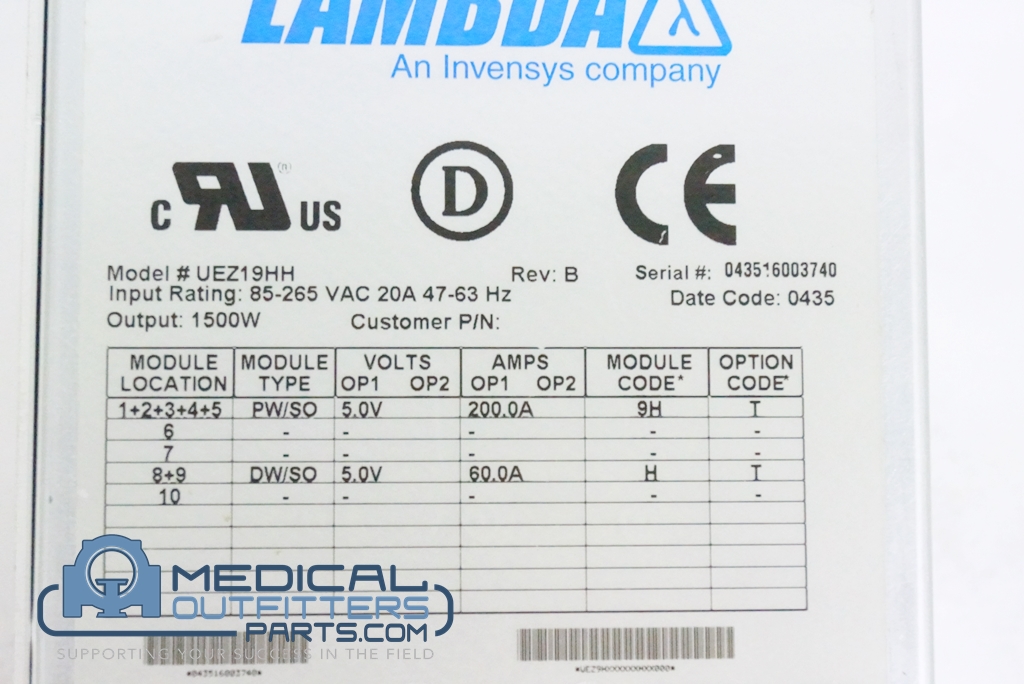 LAMBDA
An Invensys company
C US ®
D
CE
Model # UEZ19HH Rev: B Serial #: 043516003740
Input Rating: 85-265 VAC 20A 47-63 Hz Date Code: 0435
Output: 1500W Customer P/N:
MODULE LOCATION MODULE TYPE VOLTS OP1 OP2 AMPS OP1 OP2 MODULE CODE* OPTION CODE*
1+2+3+4+5 PW/SO 5.0V 200.0A 9H T
6 - - - - -
7 - - - - -
8+9 DW/SO 5.0V 60.0A H T
10 - - - - -
MEDICAL
OUTFITTERS
PARTS.COM
SUPPORTING YOUR SUCCESS IN THE FIELD
*043516003740*